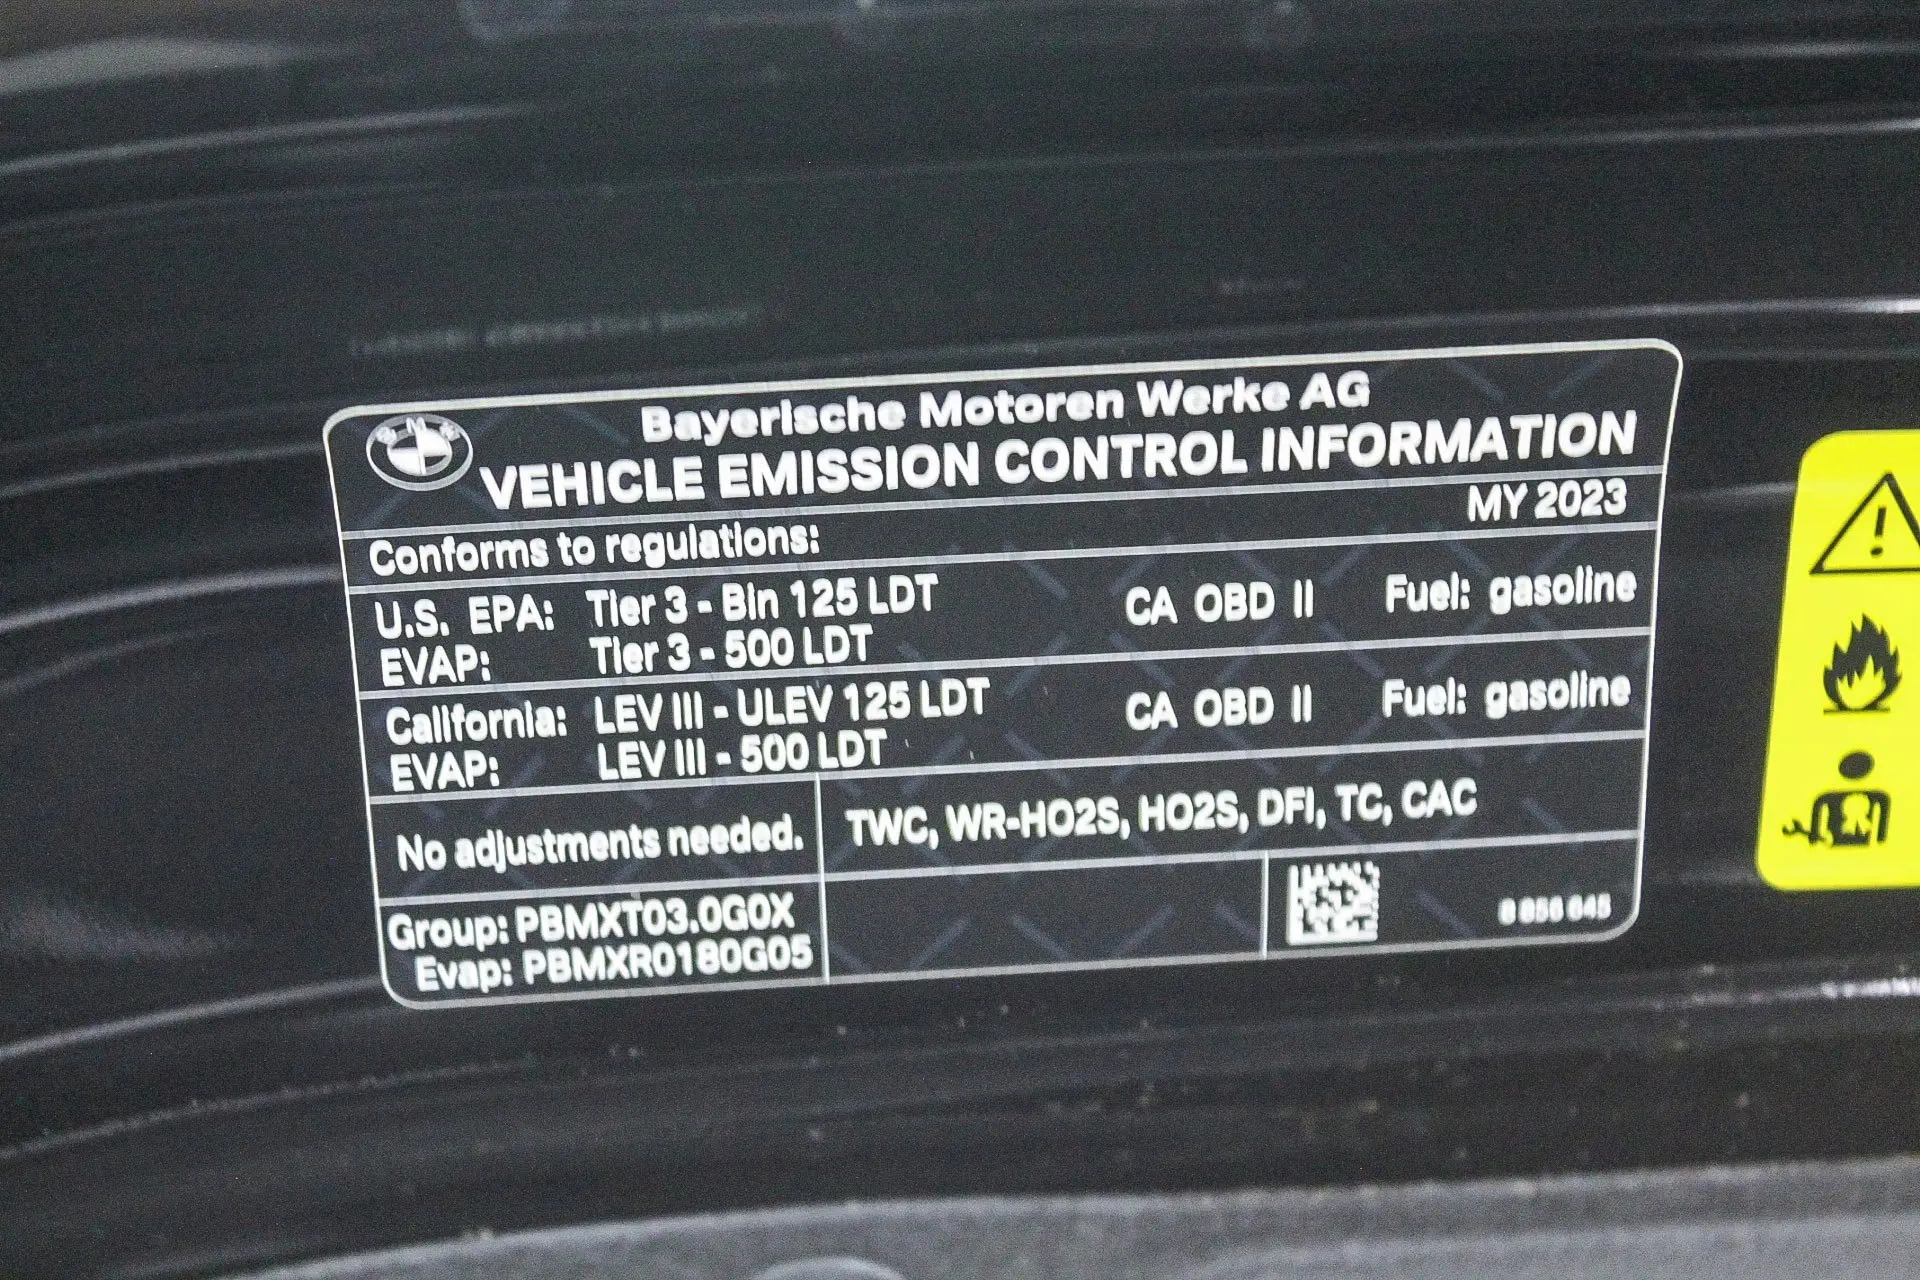 BMW
Bayerische Motoren Werke AG
VEHICLE EMISSION CONTROL INFORMATION
MY 2023
Conforms to regulations:
U.S. EPA: Tier 3 - Bin 125 LDT CA OBD II Fuel: gasoline
EVAP: Tier 3 - 500 LDT
California: LEV III - ULEV 125 LDT CA OBD II Fuel: gasoline
EVAP: LEV III - 500 LDT
No adjustments needed. TWC, WR-HO2S, HO2S, DFI, TC, CAC
Group: PBMXT03.0G0X
Evap: PBMXR0180G05